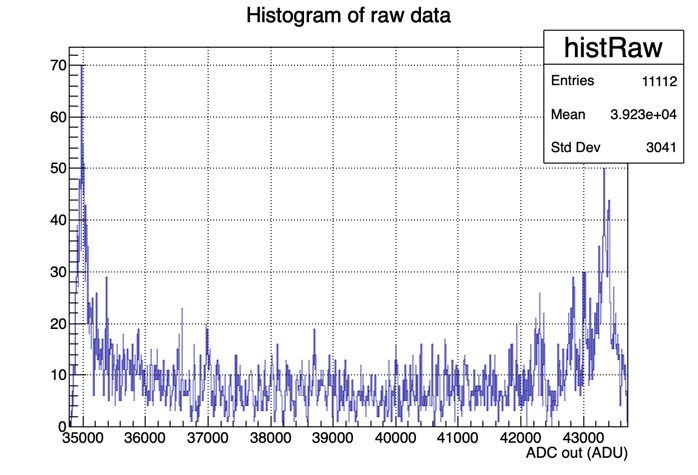 Histogram of raw data
histRaw
Entries 11112
Mean 3.923e+04
Std Dev 3041
70
60
50
40
30
20
10
0
35000 36000 37000 38000 39000 40000 41000 42000 43000
ADC out (ADU)